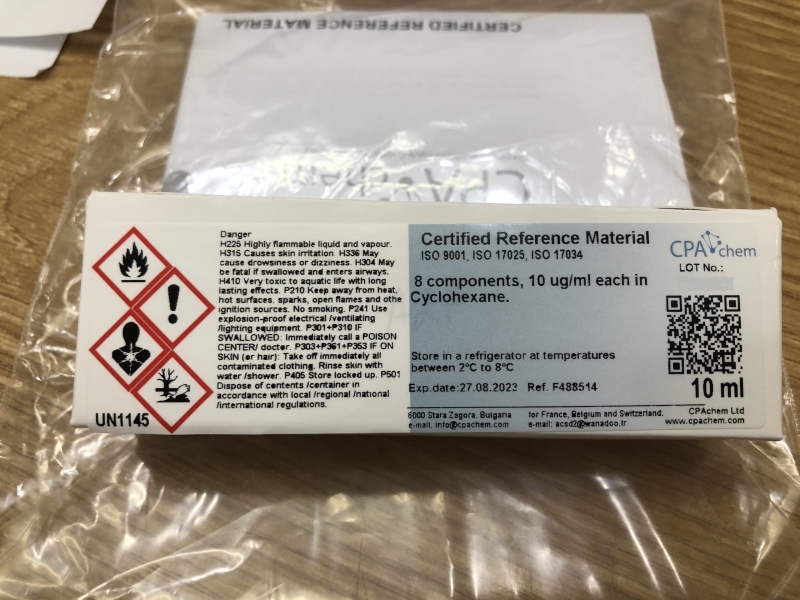 CERTIFIED REFERENCE MATERIAL
CPAchem
Danger
H225 Highly flammable liquid and vapour.
H315 Causes skin irritation. H336 May
cause drowsiness or dizziness. H304 May
be fatal if swallowed and enters airways.
H410 Very toxic to aquatic life with long
lasting effects. P210 Keep away from heat,
hot surfaces, sparks, open flames and othe
ignition sources. No smoking. P241 Use
explosion-proof electrical /ventilating
/lighting equipment. P301+P310 IF
SWALLOWED: Immediately call a POISON
CENTER/ doctor. P303+P361+P353 IF ON
SKIN (or hair): Take off immediately all
contaminated clothing. Rinse skin with
water /shower. P405 Store locked up. P501
Dispose of contents /container in
accordance with local /regional /national
/international regulations.
UN1145
Certified Reference Material
ISO 9001, ISO 17025, ISO 17034
8 components, 10 ug/ml each in
Cyclohexane.
Store in a refrigerator at temperatures
between 2°C to 8°C
Exp.date:27.08.2023 Ref. F488514
6000 Stara Zagora, Bulgaria
e-mail: info@cpachem.com
for France, Belgium and Switzerland:
e-mail: acsd2@wanadoo.fr
CPAchem
LOT No.:
10 ml
CPAchem Ltd
www.cpachem.com